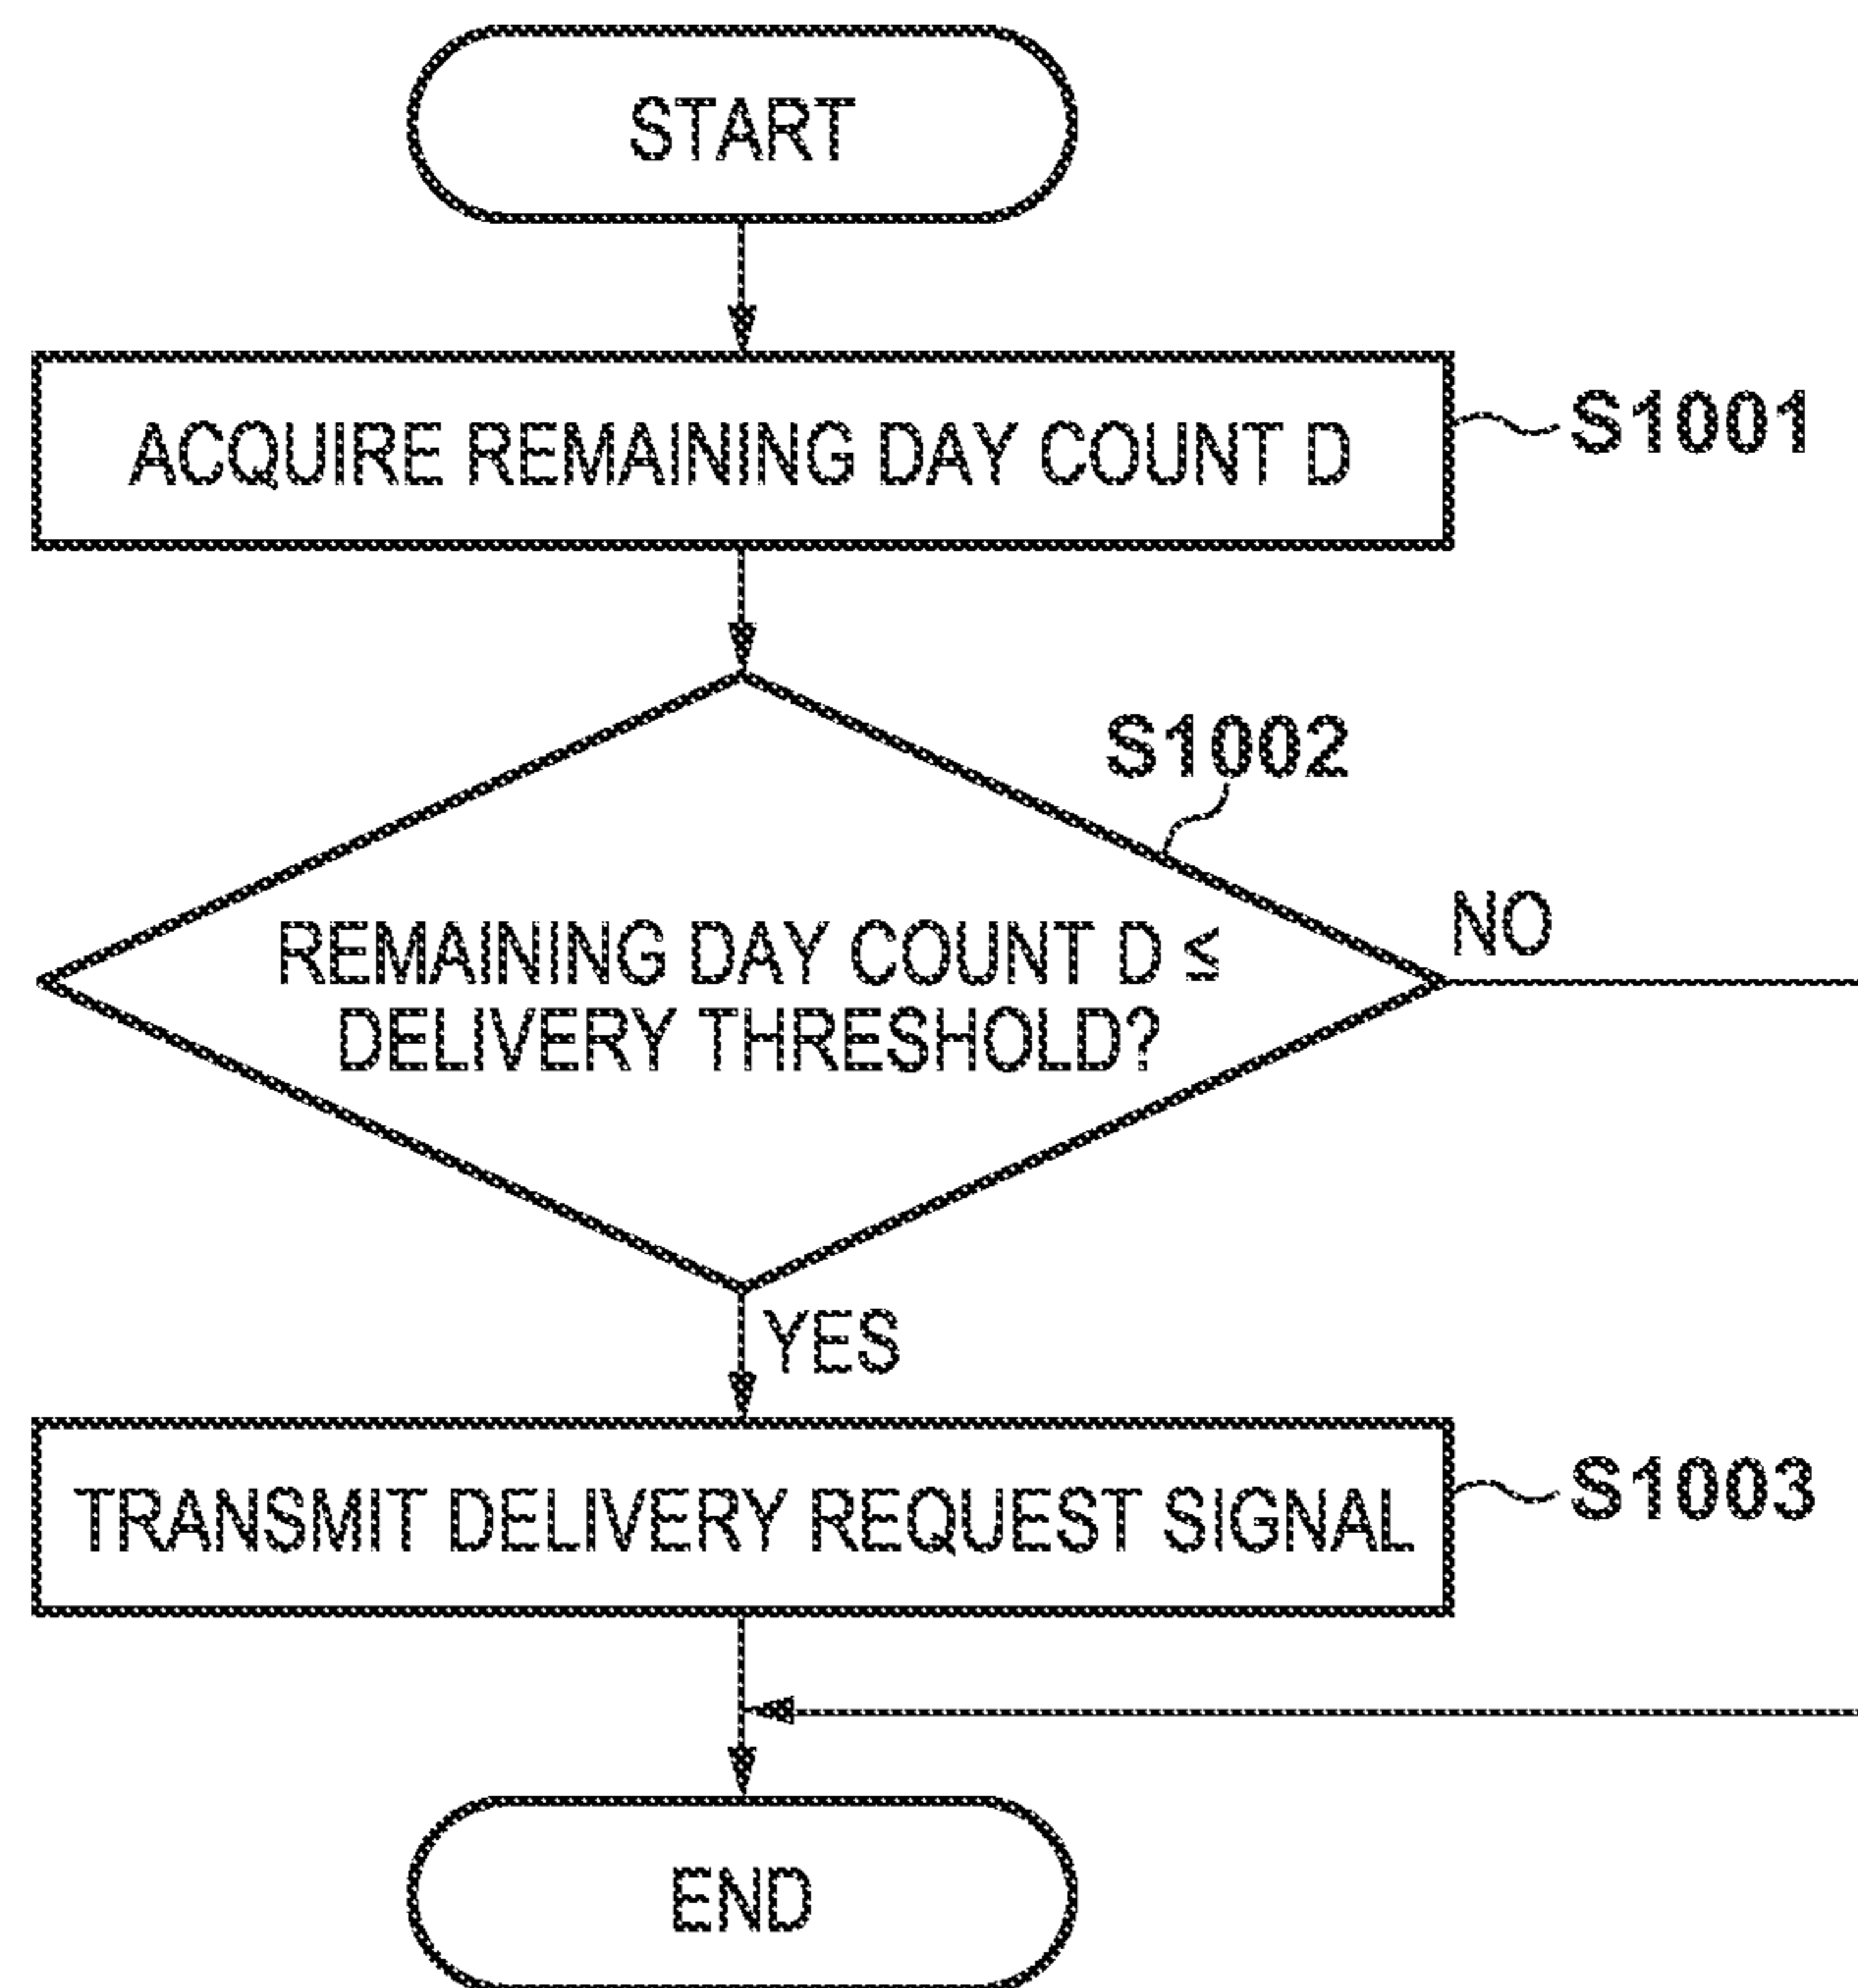 START
ACQUIRE REMAINING DAY COUNT D
S1001
S1002
REMAINING DAY COUNT D ≤
DELIVERY THRESHOLD?
NO
YES
TRANSMIT DELIVERY REQUEST SIGNAL
S1003
END